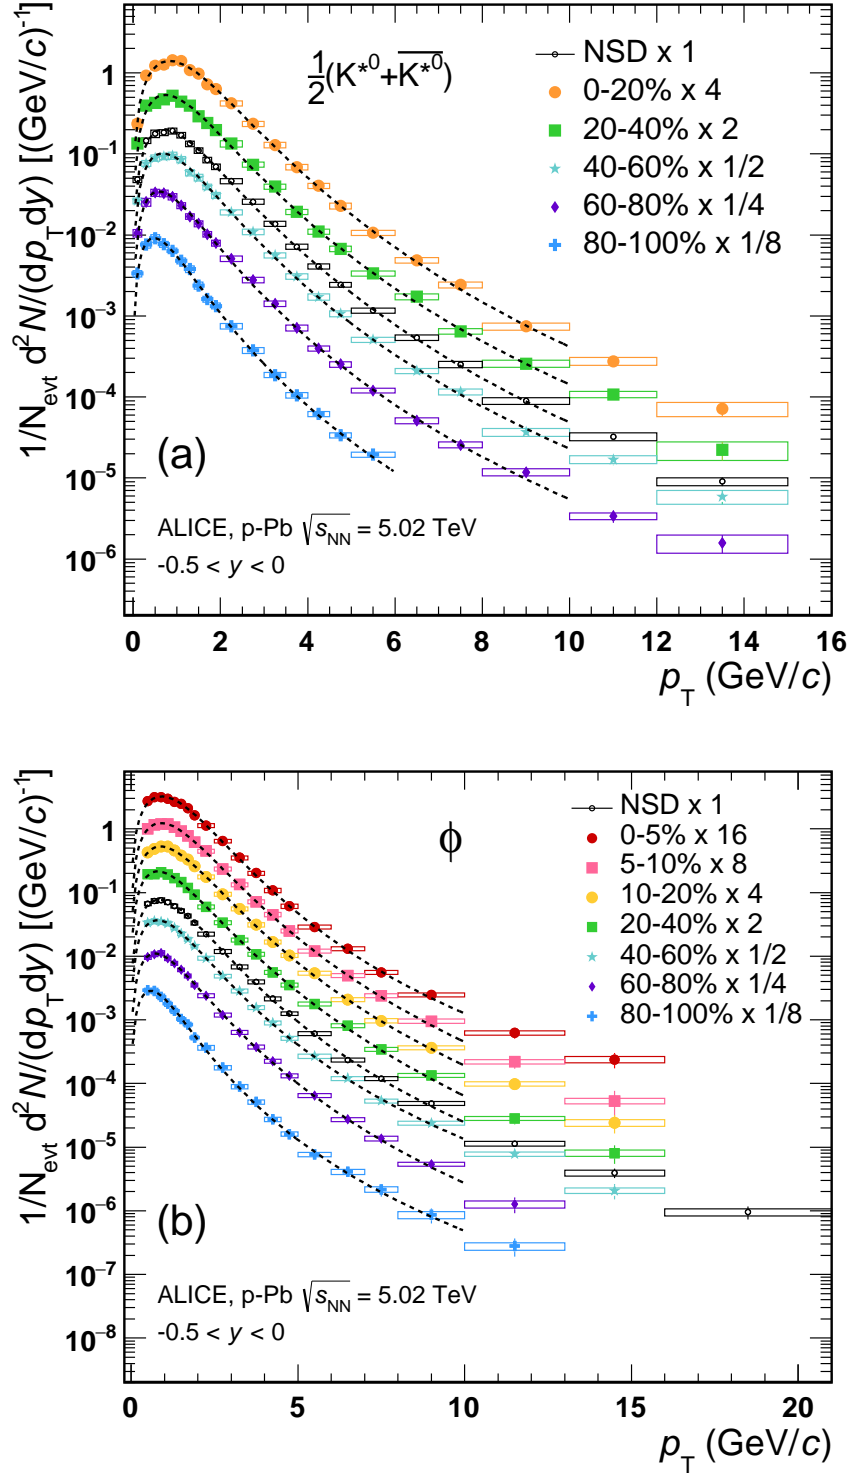 1/N_evt d²N/(dp_T dy) [(GeV/c)⁻¹]
1
10⁻¹
10⁻²
10⁻³
10⁻⁴
10⁻⁵
10⁻⁶
½(K*⁰+K̅*̅⁰̅)
NSD x 1
0-20% x 4
20-40% x 2
40-60% x 1/2
60-80% x 1/4
80-100% x 1/8
(a)
ALICE, p-Pb √s_NN = 5.02 TeV
-0.5 < y < 0
0 2 4 6 8 10 12 14 16
p_T (GeV/c)
1/N_evt d²N/(dp_T dy) [(GeV/c)⁻¹]
1
10⁻¹
10⁻²
10⁻³
10⁻⁴
10⁻⁵
10⁻⁶
10⁻⁷
10⁻⁸
ϕ
NSD x 1
0-5% x 16
5-10% x 8
10-20% x 4
20-40% x 2
40-60% x 1/2
60-80% x 1/4
80-100% x 1/8
(b)
ALICE, p-Pb √s_NN = 5.02 TeV
-0.5 < y < 0
0 5 10 15 20
p_T (GeV/c)